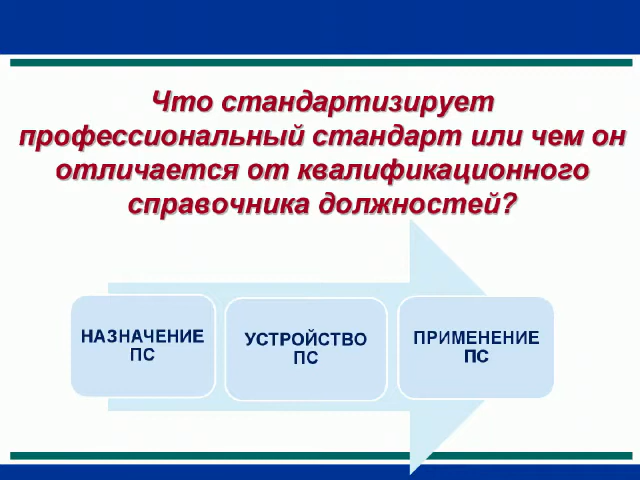 Что стандартизирует
профессиональный стандарт или чем он
отличается от квалификационного
справочника должностей?
НАЗНАЧЕНИЕ
ПС
УСТРОЙСТВО
ПС
ПРИМЕНЕНИЕ
ПС